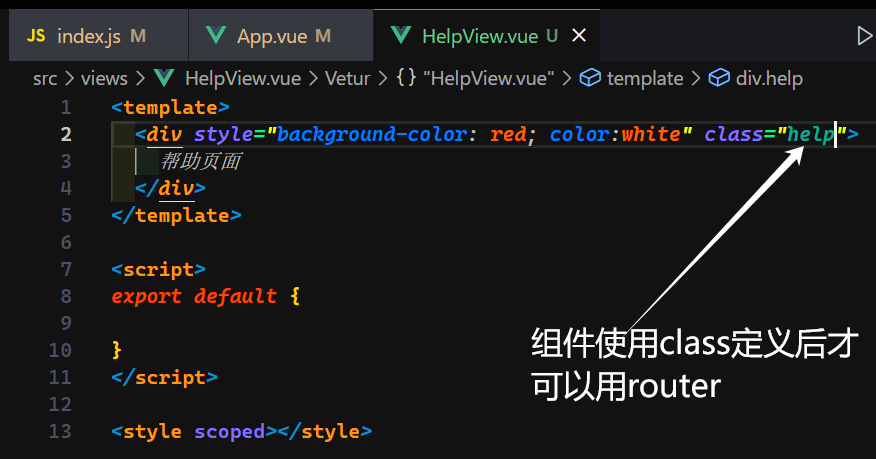 JS index.js M App.vue M HelpView.vue U
src > views > HelpView.vue > Vetur > {} "HelpView.vue" > template > div.help
1 <template>
2 <div style="background-color: red; color:white" class="help">
3 帮助页面
4 </div>
5 </template>
6
7 <script>
8 export default {
9
10 }
11 </script>
12
13 <style scoped></style>
组件使用class定义后才
可以用router